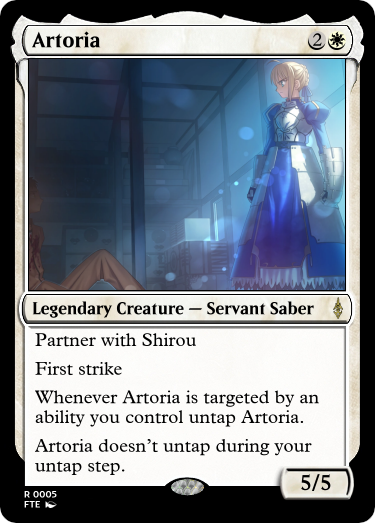 Artoria 2
Legendary Creature — Servant Saber
Partner with Shirou
First strike
Whenever Artoria is targeted by an
ability you control untap Artoria.
Artoria doesn't untap during your
untap step.
5/5
R 0005
FTE